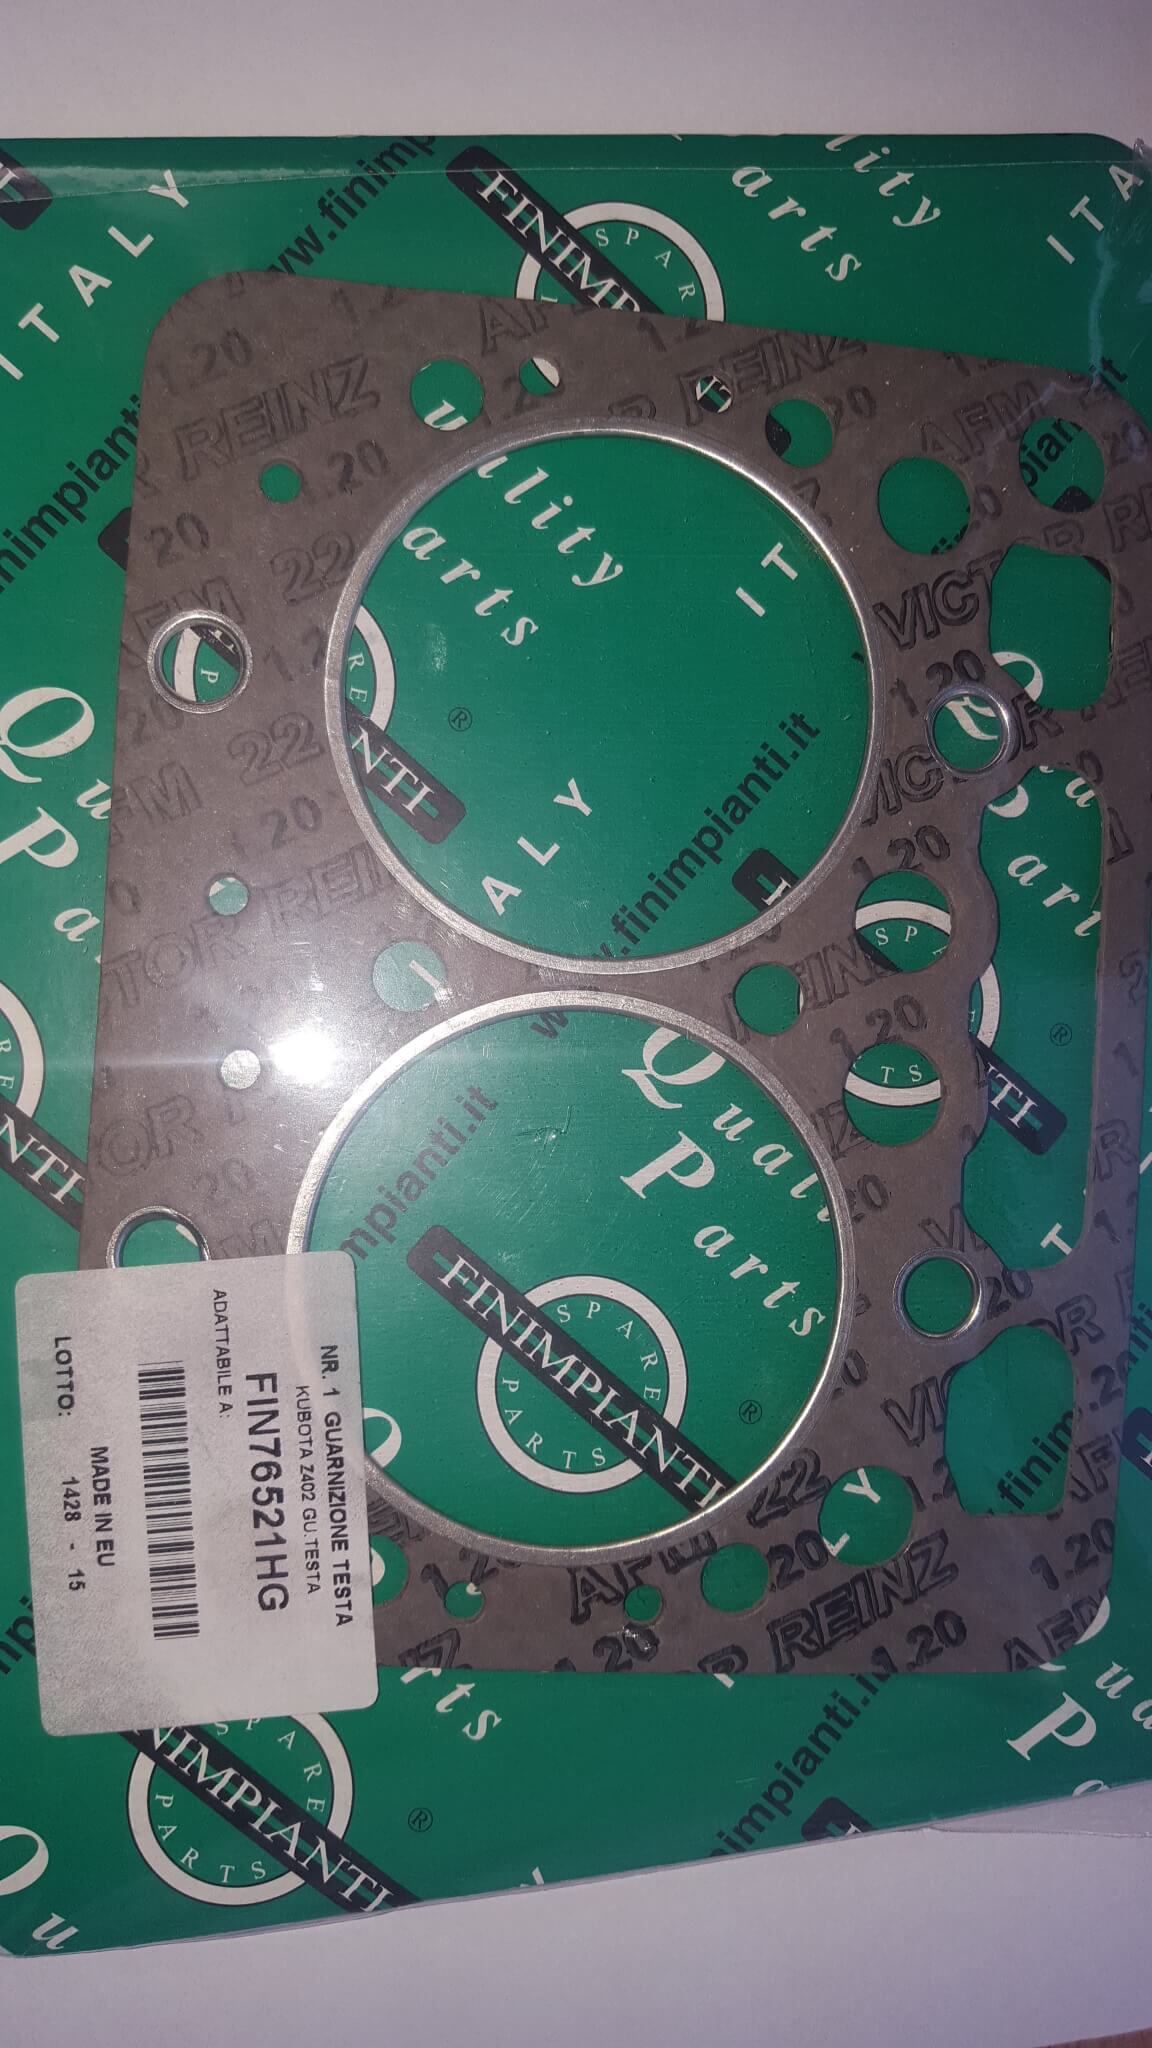 NR. 1 GUARNIZIONE TESTA
KUBOTA Z402 GU.TESTA
FIN76521HG
ADATTABILE A:
MADE IN EU
LOTTO: 1428 - 15
FINIMPIANTI
SPARE
PARTS
®
Quality
Parts
ITALY
www.finimpianti.it
VICTOR REINZ
AFM 22
1.20